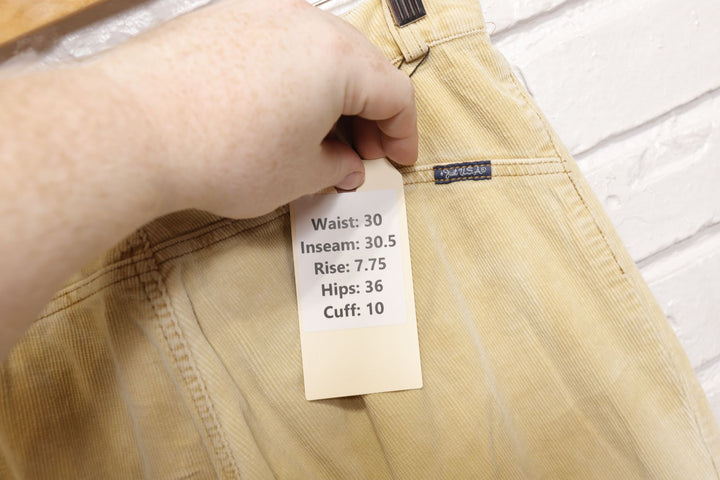 Waist: 30
Inseam: 30.5
Rise: 7.75
Hips: 36
Cuff: 10